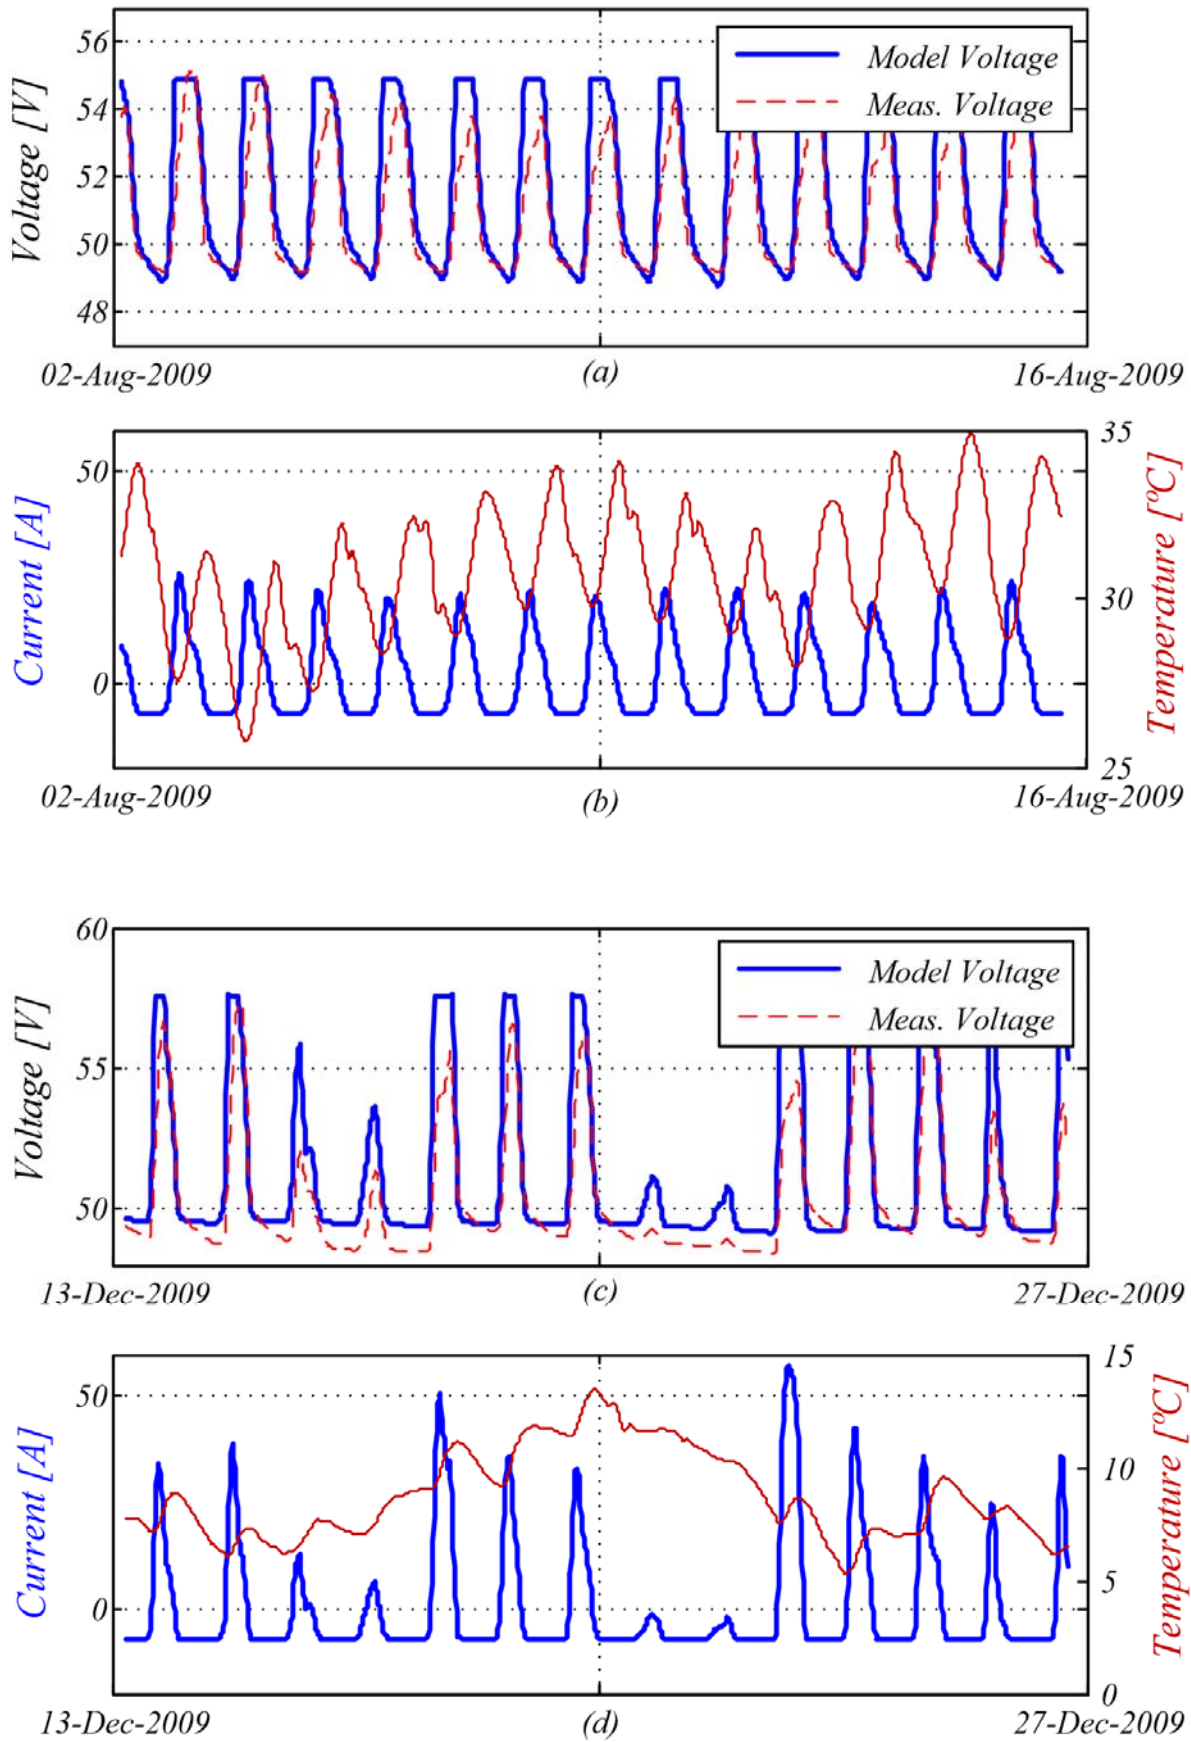 56
54
52
50
48
Voltage [V]
Model Voltage
Meas. Voltage
02-Aug-2009
(a)
16-Aug-2009
50
0
Current [A]
35
30
25
Temperature [ºC]
02-Aug-2009
(b)
16-Aug-2009
60
55
50
Voltage [V]
Model Voltage
Meas. Voltage
13-Dec-2009
(c)
27-Dec-2009
50
0
Current [A]
15
10
5
0
Temperature [ºC]
13-Dec-2009
(d)
27-Dec-2009